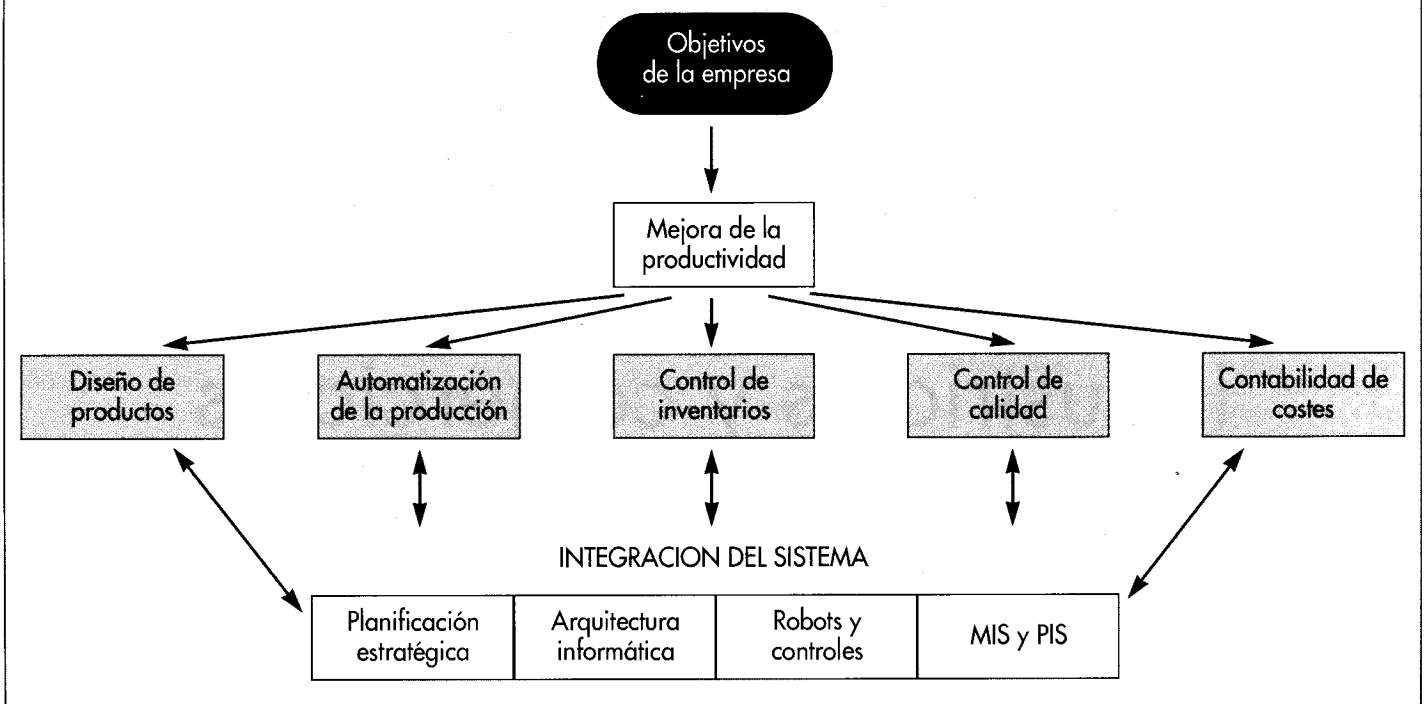 Objetivos
de la empresa
Mejora de la
productividad
Diseño de
productos
Automatización
de la producción
Control de
inventarios
Control de
calidad
Contabilidad de
costes
INTEGRACION DEL SISTEMA
Planificación
estratégica
Arquitectura
informática
Robots y
controles
MIS y PIS